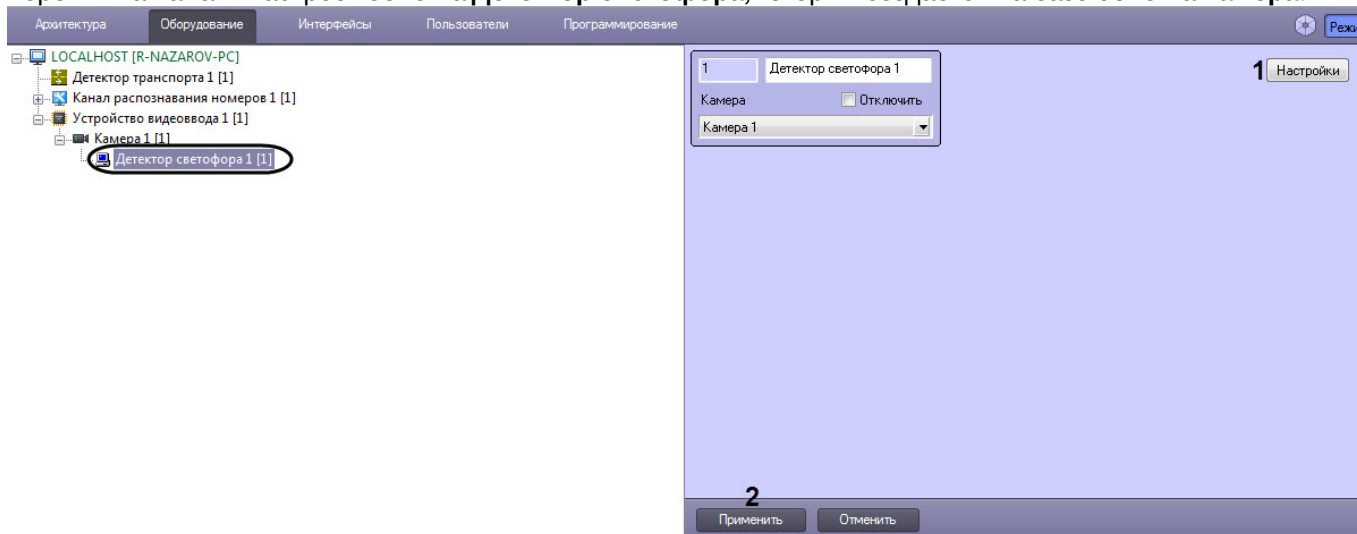 Архитектура Оборудование Интерфейсы Пользователи Программирование
LOCALHOST [R-NAZAROV-PC]
Детектор транспорта 1 [1]
Канал распознавания номеров 1 [1]
Устройство видеоввода 1 [1]
Камера 1 [1]
Детектор светофора 1 [1]
1 Детектор светофора 1
Камера Отключить
Камера 1
1 Настройки
2
Применить Отменить